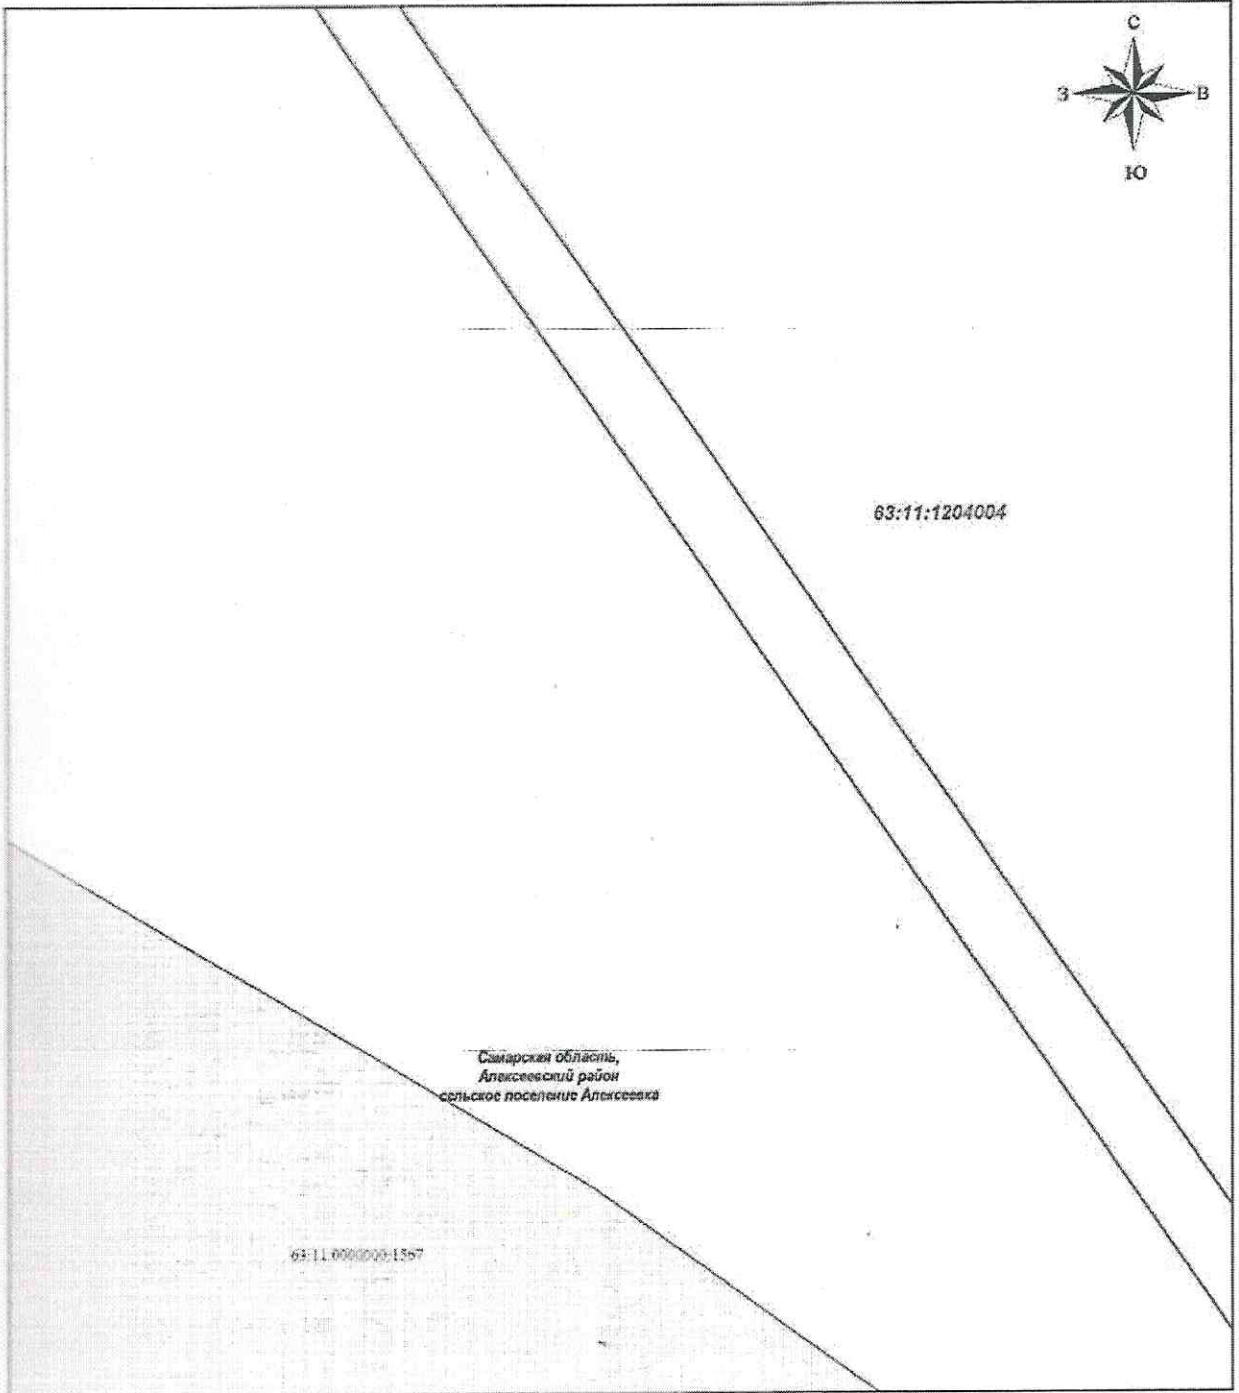 С
З
В
Ю
63:11:1204004
Самарская область,
Алексеевский район
сельское поселение Алексеевка
63:11:0000000:1567